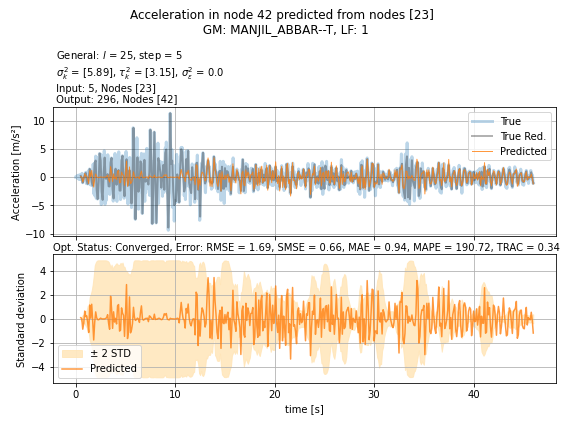 Acceleration in node 42 predicted from nodes [23]
GM: MANJIL_ABBAR--T, LF: 1
General: l = 25, step = 5
σ²ₖ = [5.89], τ²ₖ = [3.15], σ²ε = 0.0
Input: 5, Nodes [23]
Output: 296, Nodes [42]
Acceleration [m/s²]
10
5
0
−5
−10
True
True Red.
Predicted
Opt. Status: Converged, Error: RMSE = 1.69, SMSE = 0.66, MAE = 0.94, MAPE = 190.72, TRAC = 0.34
Standard deviation
4
2
0
−2
−4
± 2 STD
Predicted
0 10 20 30 40
time [s]